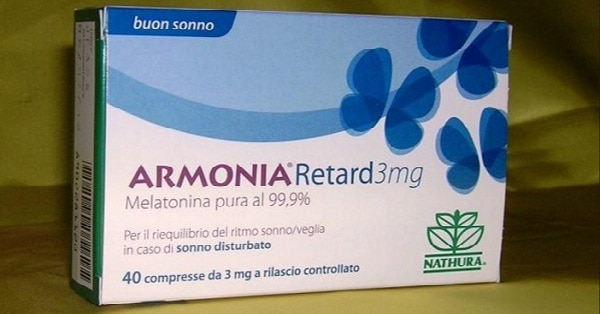 buon sonno
ARMONIA® Retard 3mg
Melatonina pura al 99,9%
Per il riequilibrio del ritmo sonno/veglia
in caso di sonno disturbato
40 compresse da 3 mg a rilascio controllato
NATHURA®